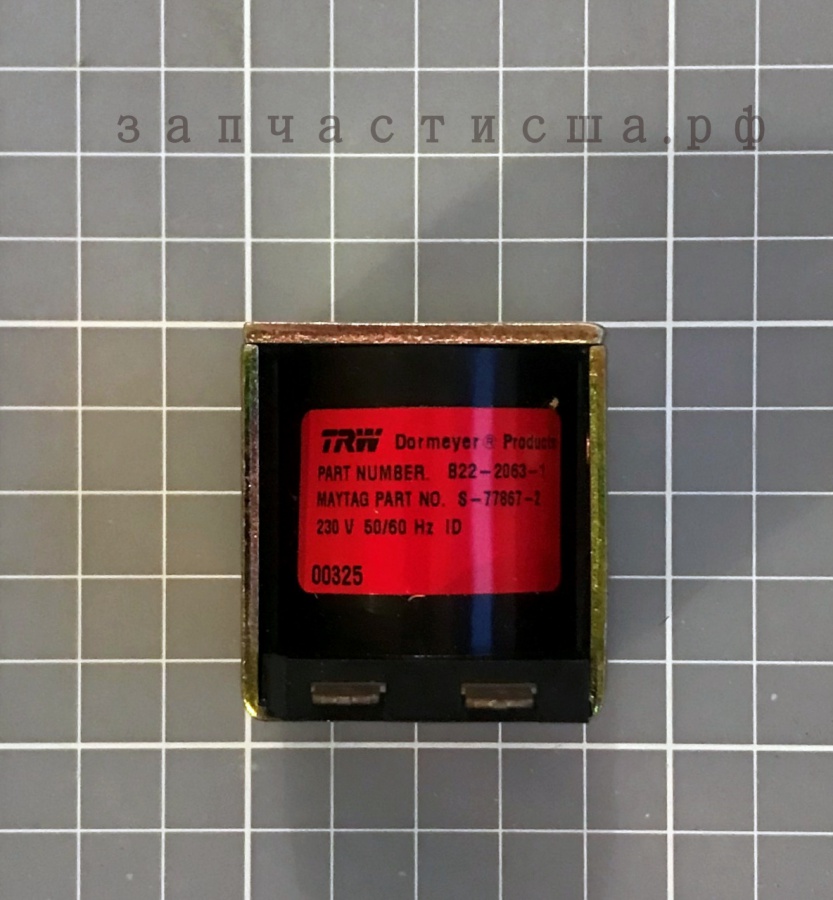 запчастисша.рф
TRW Dormeyer® Products
PART NUMBER. B22-2063-1
MAYTAG PART NO. S-77867-2
230 V 50/60 Hz ID
00325